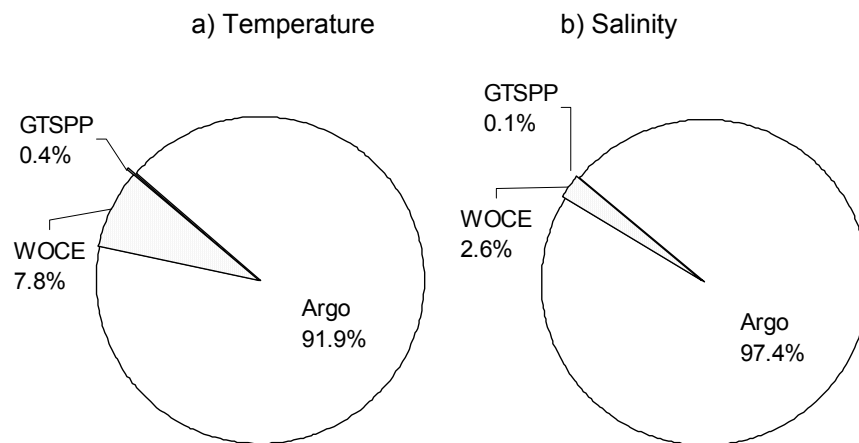 a) Temperature
GTSPP
0.4%
WOCE
7.8%
Argo
91.9%
b) Salinity
GTSPP
0.1%
WOCE
2.6%
Argo
97.4%